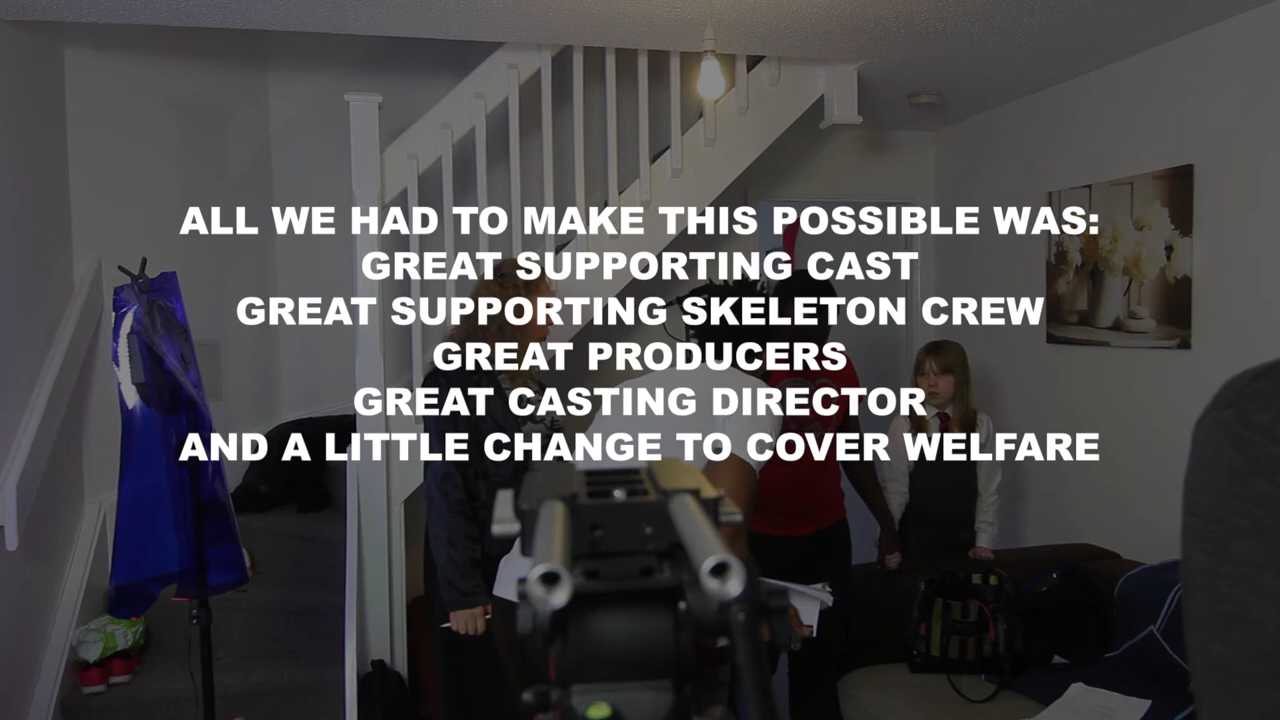 ALL WE HAD TO MAKE THIS POSSIBLE WAS:
GREAT SUPPORTING CAST
GREAT SUPPORTING SKELETON CREW
GREAT PRODUCERS
GREAT CASTING DIRECTOR
AND A LITTLE CHANGE TO COVER WELFARE